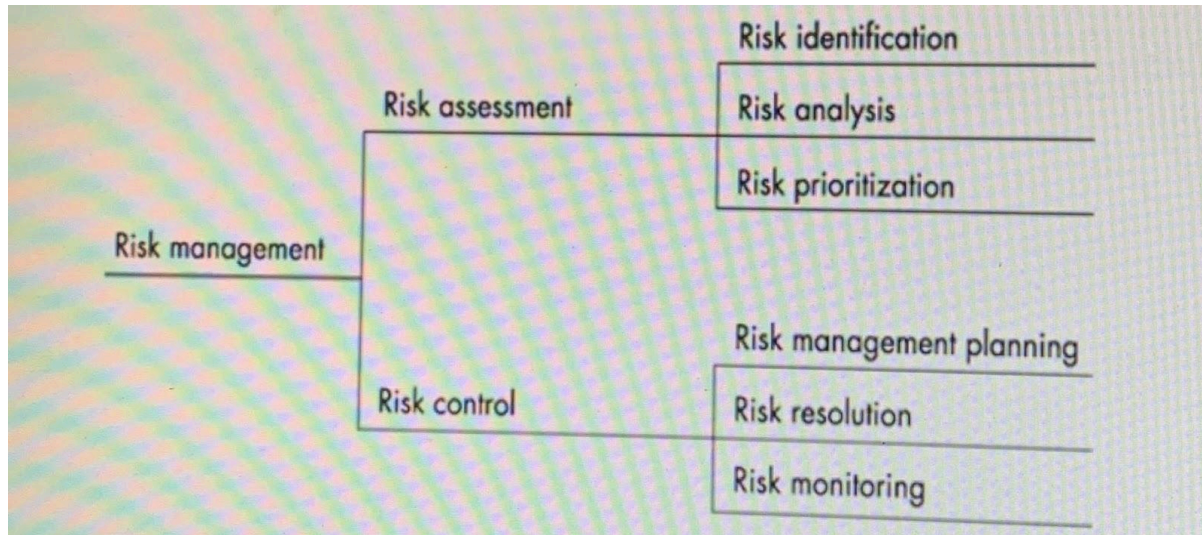 Risk identification
Risk assessment
Risk analysis
Risk prioritization
Risk management
Risk management planning
Risk control
Risk resolution
Risk monitoring